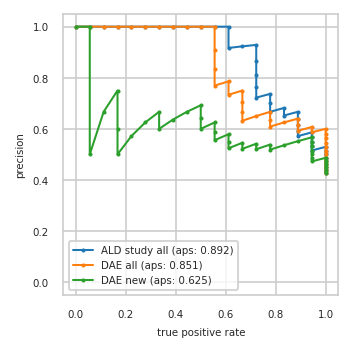 1.0
0.8
0.6
0.4
0.2
0.0
precision
ALD study all (aps: 0.892)
DAE all (aps: 0.851)
DAE new (aps: 0.625)
0.0 0.2 0.4 0.6 0.8 1.0
true positive rate